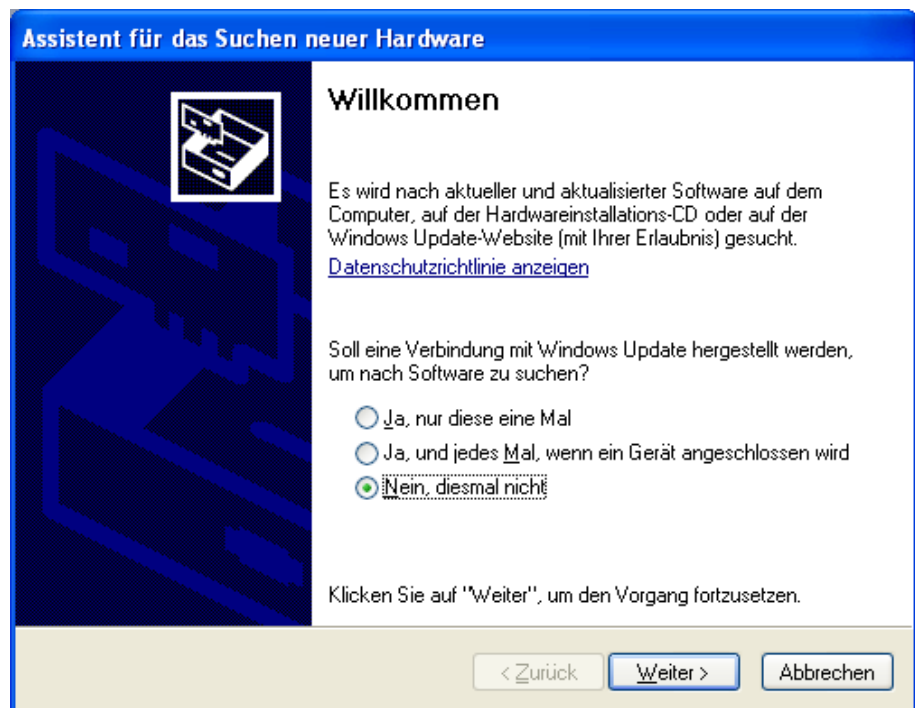 Assistent für das Suchen neuer Hardware
Willkommen
Es wird nach aktueller und aktualisierter Software auf dem
Computer, auf der Hardwareinstallations-CD oder auf der
Windows Update-Website (mit Ihrer Erlaubnis) gesucht.
Datenschutzrichtlinie anzeigen
Soll eine Verbindung mit Windows Update hergestellt werden,
um nach Software zu suchen?
Ja, nur diese eine Mal
Ja, und jedes Mal, wenn ein Gerät angeschlossen wird
Nein, diesmal nicht
Klicken Sie auf "Weiter", um den Vorgang fortzusetzen.
< Zurück Weiter > Abbrechen